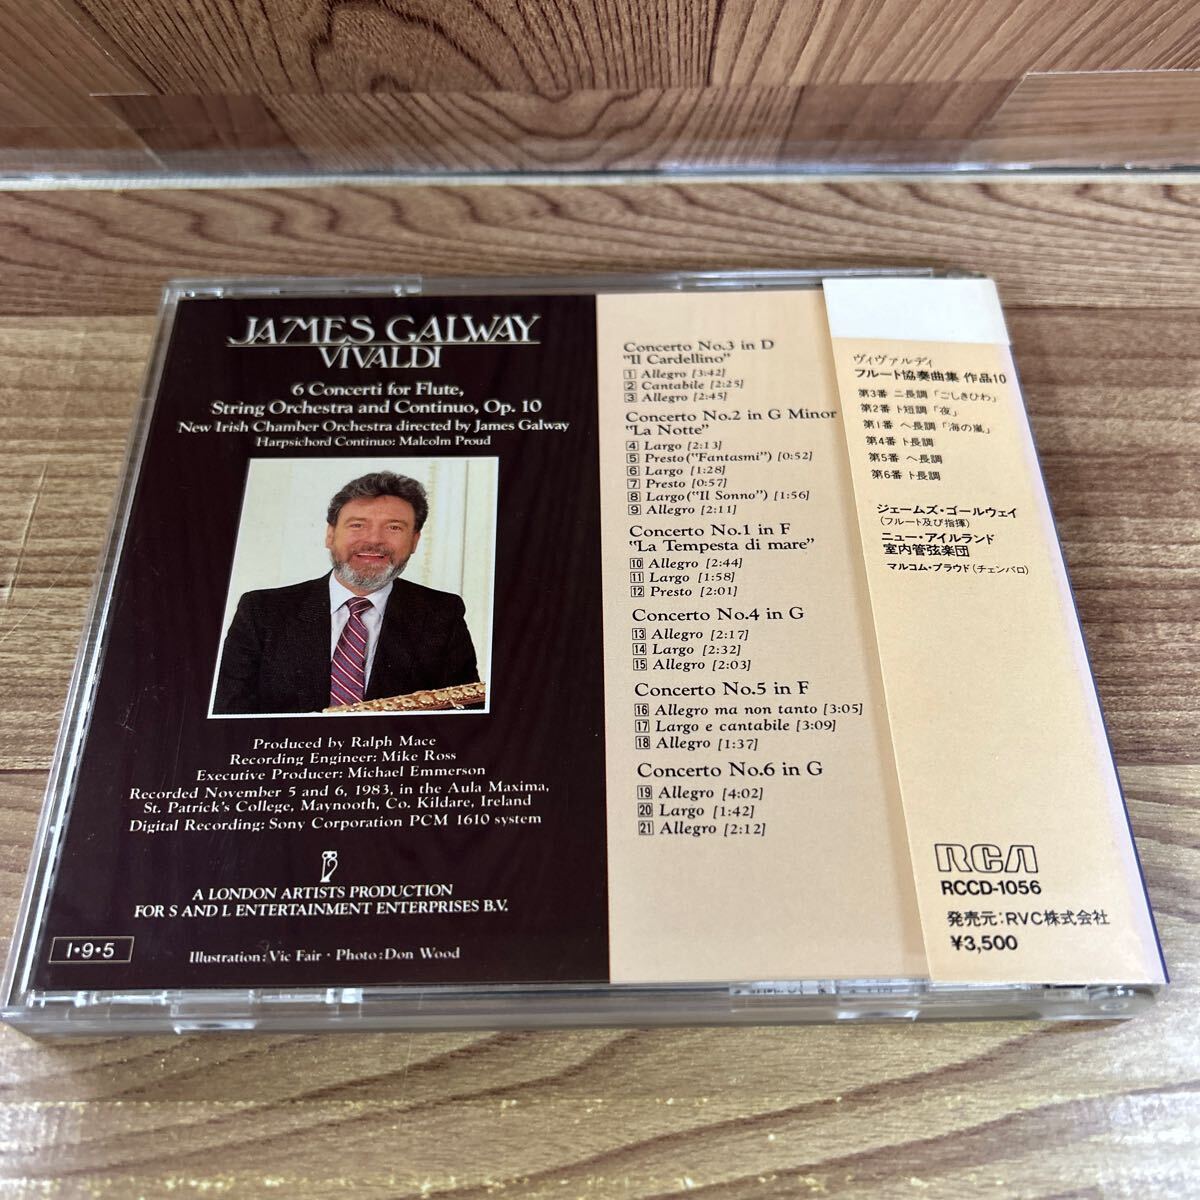 JAMES GALWAY
VIVALDI
6 Concerti for Flute,
String Orchestra and Continuo, Op. 10
New Irish Chamber Orchestra directed by James Galway
Harpsichord Continuo: Malcolm Proud
Produced by Ralph Mace
Recording Engineer: Mike Ross
Executive Producer: Michael Emmerson
Recorded November 5 and 6, 1983, in the Aula Maxima,
St. Patrick's College, Maynooth, Co. Kildare, Ireland
Digital Recording: Sony Corporation PCM 1610 system
A LONDON ARTISTS PRODUCTION
FOR S AND L ENTERTAINMENT ENTERPRISES B.V.
I・9・5
Illustration: Vic Fair・Photo: Don Wood
Concerto No.3 in D
"Il Cardellino"
1 Allegro [3:42]
2 Cantabile [2:25]
3 Allegro [2:45]
Concerto No.2 in G Minor
"La Notte"
4 Largo [2:13]
5 Presto ("Fantasmi") [0:52]
6 Largo [1:28]
7 Presto [0:57]
8 Largo ("Il Sonno") [1:56]
9 Allegro [2:11]
Concerto No.1 in F
"La Tempesta di mare"
10 Allegro [2:44]
11 Largo [1:58]
12 Presto [2:01]
Concerto No.4 in G
13 Allegro [2:17]
14 Largo [2:32]
15 Allegro [2:03]
Concerto No.5 in F
16 Allegro ma non tanto [3:05]
17 Largo e cantabile [3:09]
18 Allegro [1:37]
Concerto No.6 in G
19 Allegro [4:02]
20 Largo [1:42]
21 Allegro [2:12]
ヴィヴァルディ
フルート協奏曲集 作品10
第3番 ニ長調「ごしきひわ」
第2番 ト短調「夜」
第1番 ヘ長調「海の嵐」
第4番 ト長調
第5番 ヘ長調
第6番 ト長調
ジェームズ・ゴールウェイ
(フルート及び指揮)
ニュー・アイルランド
室内管弦楽団
マルコム・プラウド(チェンバロ)
RCA
RCCD-1056
発売元:RVC株式会社
¥3,500